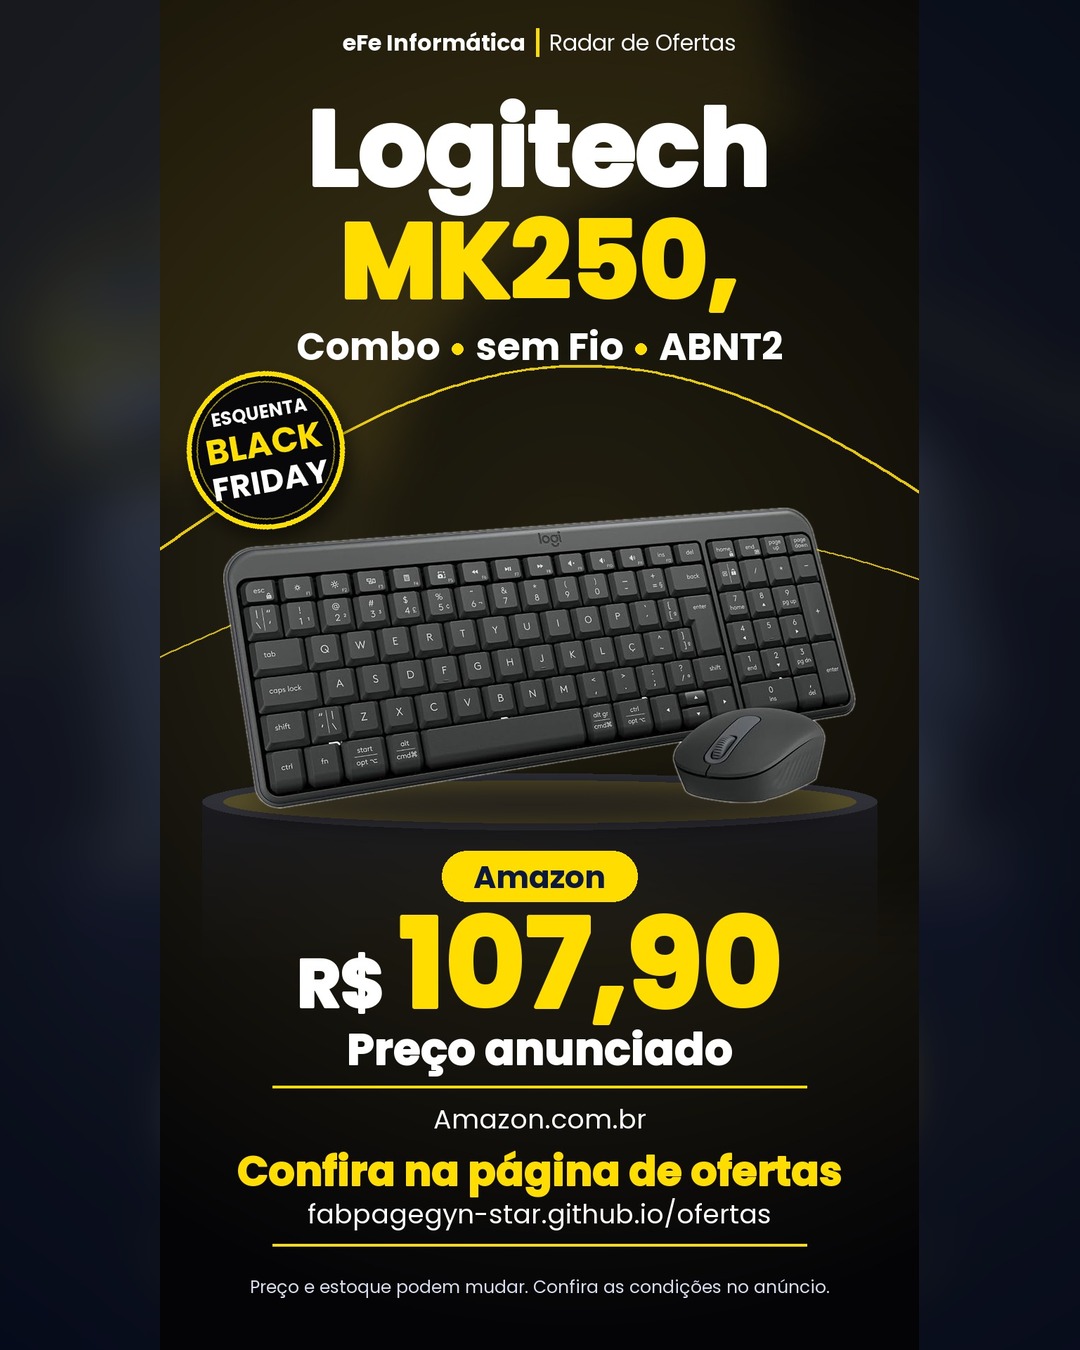 eFe Informática | Radar de Ofertas
Logitech
MK250,
Combo • sem Fio • ABNT2
ESQUENTA
BLACK
FRIDAY
logi
Amazon
R$ 107,90
Preço anunciado
Amazon.com.br
Confira na página de ofertas
fabpagegyn-star.github.io/ofertas
Preço e estoque podem mudar. Confira as condições no anúncio.